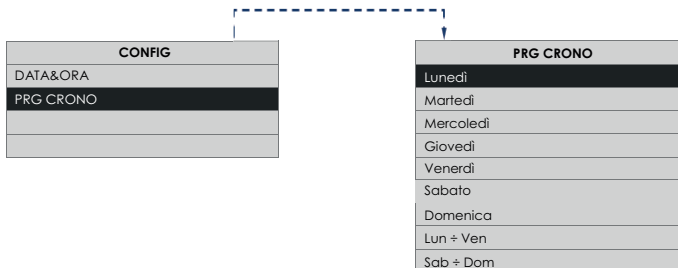 CONFIG
DATA&ORA
PRG CRONO
PRG CRONO
Lunedì
Martedì
Mercoledì
Giovedì
Venerdì
Sabato
Domenica
Lun ÷ Ven
Sab ÷ Dom